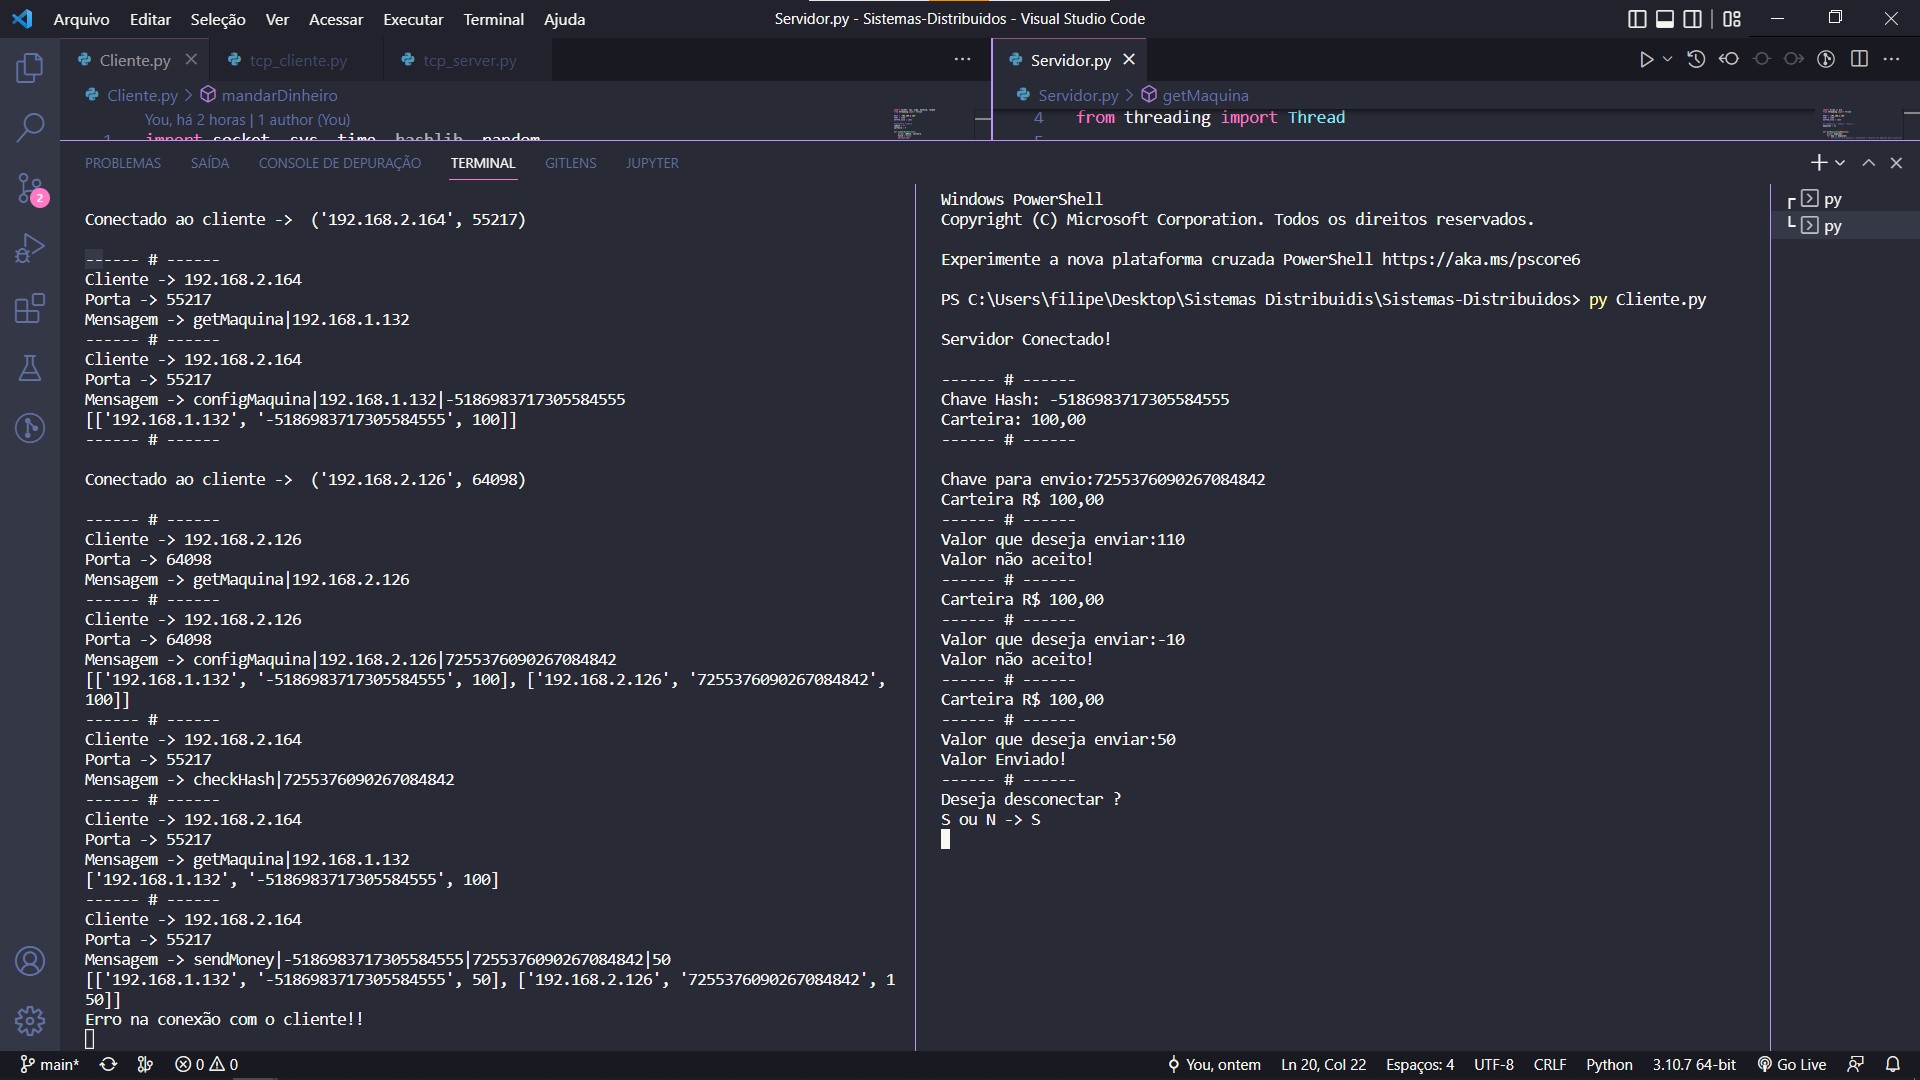 Arquivo Editar Seleção Ver Acessar Executar Terminal Ajuda
Servidor.py - Sistemas-Distribuidos - Visual Studio Code
Cliente.py
tcp_cliente.py
tcp_server.py
Servidor.py
Cliente.py > mandarDinheiro
Servidor.py > getMaquina
You, há 2 horas | 1 author (You)
1 import socket, sys, time, hashlib, random
4 from threading import Thread
5
2
PROBLEMAS SAÍDA CONSOLE DE DEPURAÇÃO TERMINAL GITLENS JUPYTER
Conectado ao cliente -> ('192.168.2.164', 55217)
------ # ------
Cliente -> 192.168.2.164
Porta -> 55217
Mensagem -> getMaquina|192.168.1.132
------ # ------
Cliente -> 192.168.2.164
Porta -> 55217
Mensagem -> configMaquina|192.168.1.132|-5186983717305584555
[['192.168.1.132', '-5186983717305584555', 100]]
------ # ------
Conectado ao cliente -> ('192.168.2.126', 64098)
------ # ------
Cliente -> 192.168.2.126
Porta -> 64098
Mensagem -> getMaquina|192.168.2.126
------ # ------
Cliente -> 192.168.2.126
Porta -> 64098
Mensagem -> configMaquina|192.168.2.126|7255376090267084842
[['192.168.1.132', '-5186983717305584555', 100], ['192.168.2.126', '7255376090267084842',
100]]
------ # ------
Cliente -> 192.168.2.164
Porta -> 55217
Mensagem -> checkHash|7255376090267084842
------ # ------
Cliente -> 192.168.2.164
Porta -> 55217
Mensagem -> getMaquina|192.168.1.132
['192.168.1.132', '-5186983717305584555', 100]
------ # ------
Cliente -> 192.168.2.164
Porta -> 55217
Mensagem -> sendMoney|-5186983717305584555|7255376090267084842|50
[['192.168.1.132', '-5186983717305584555', 50], ['192.168.2.126', '7255376090267084842', 1
50]]
Erro na conexão com o cliente!!
Windows PowerShell
Copyright (C) Microsoft Corporation. Todos os direitos reservados.
Experimente a nova plataforma cruzada PowerShell https://aka.ms/pscore6
PS C:\Users\filipe\Desktop\Sistemas Distribuidis\Sistemas-Distribuidos> py Cliente.py
Servidor Conectado!
------ # ------
Chave Hash: -5186983717305584555
Carteira: 100,00
------ # ------
Chave para envio:7255376090267084842
Carteira R$ 100,00
------ # ------
Valor que deseja enviar:110
Valor não aceito!
------ # ------
Carteira R$ 100,00
------ # ------
Valor que deseja enviar:-10
Valor não aceito!
------ # ------
Carteira R$ 100,00
------ # ------
Valor que deseja enviar:50
Valor Enviado!
------ # ------
Deseja desconectar ?
S ou N -> S
py
py
main* 0 0
You, ontem Ln 20, Col 22 Espaços: 4 UTF-8 CRLF Python 3.10.7 64-bit Go Live